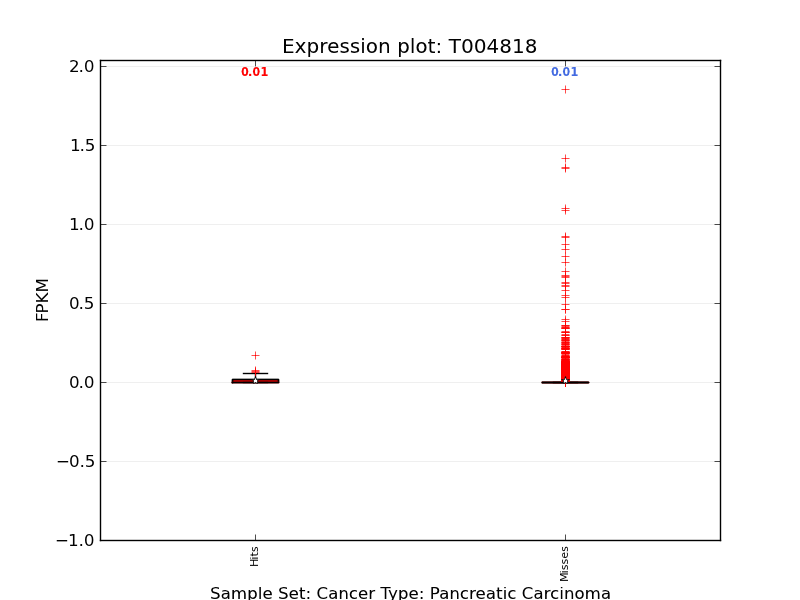 Expression plot: T004818
0.01
0.01
2.0
1.5
1.0
0.5
0.0
−0.5
−1.0
FPKM
Hits
Misses
Sample Set: Cancer Type: Pancreatic Carcinoma